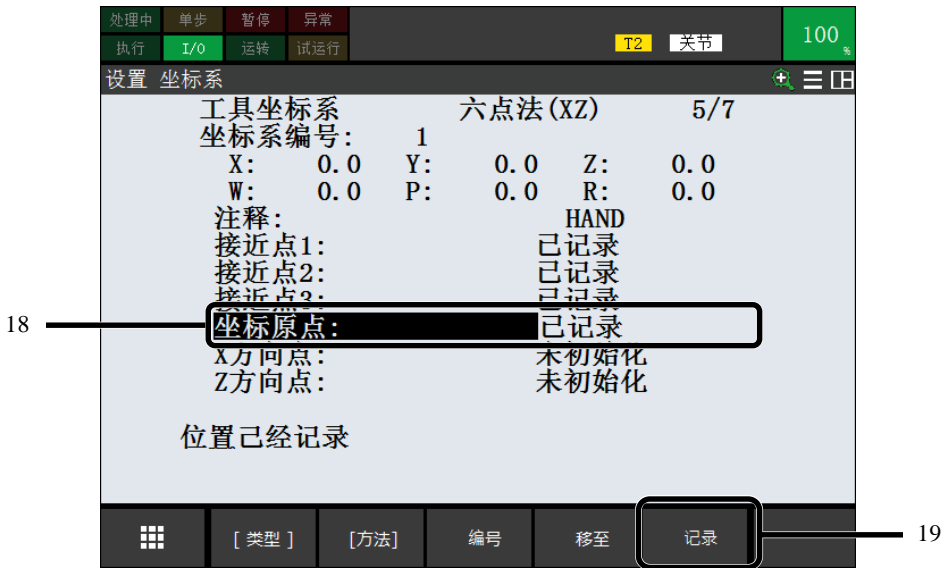 处理中 单步 暂停 异常
执行 I/O 运转 试运行 T2 关节 100 %
设置 坐标系
工具坐标系 六点法(XZ) 5/7
坐标系编号: 1
X: 0.0 Y: 0.0 Z: 0.0
W: 0.0 P: 0.0 R: 0.0
注释: HAND
接近点1: 已记录
接近点2: 已记录
接近点3: 已记录
18 坐标原点: 已记录
X方向点: 未初始化
Z方向点: 未初始化
位置已经记录
[ 类型 ] [方法] 编号 移至 记录 19